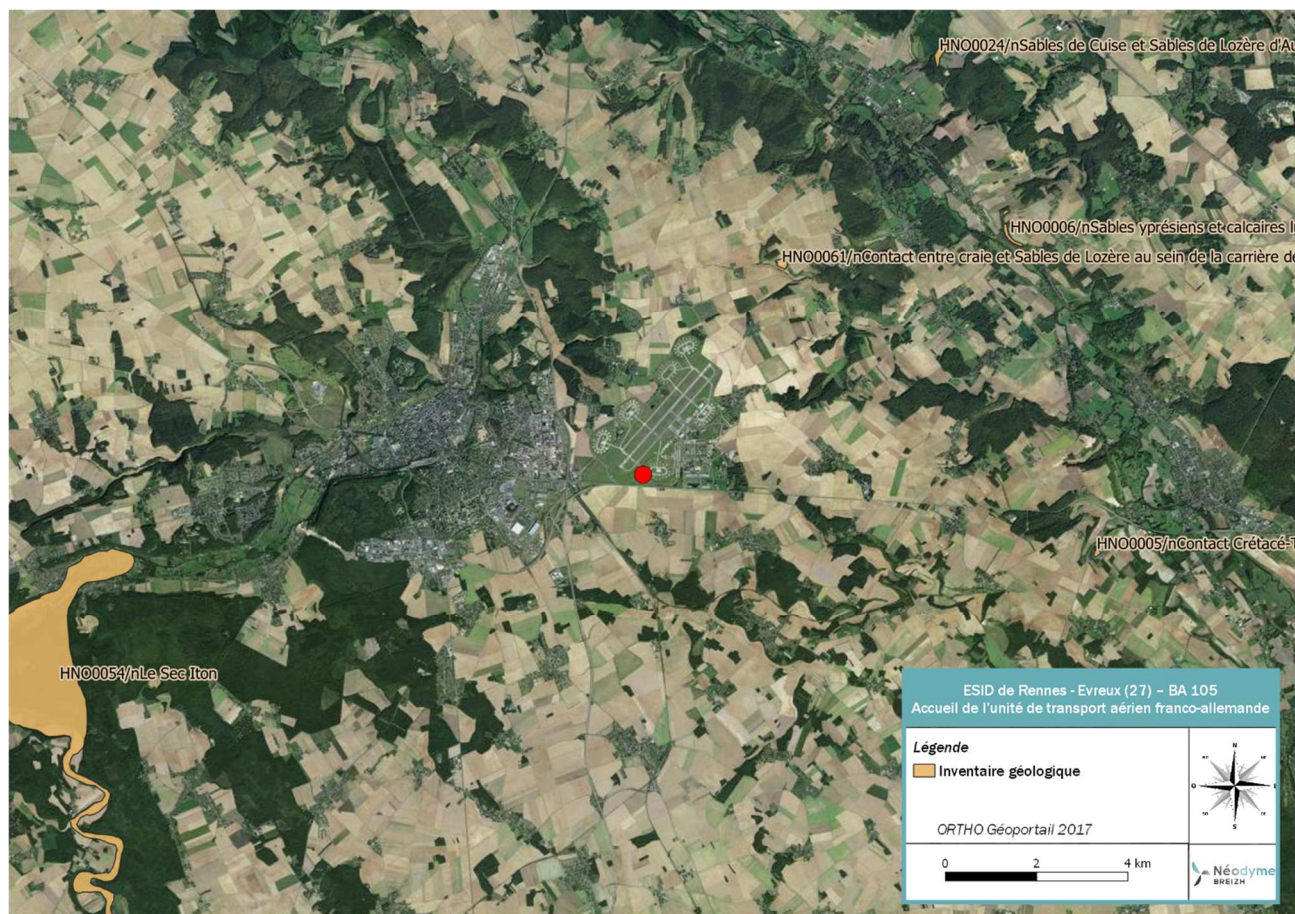 HNO0024/nSables de Cuise et Sables de Lozère d'Au
HNO0006/nSables yprésiens et calcaires l
HNO0061/nContact entre craie et Sables de Lozère au sein de la carrière de
HNO0005/nContact Crétacé-T
HNO0054/nLe Sec Iton
ESID de Rennes - Evreux (27) – BA 105
Accueil de l'unité de transport aérien franco-allemande
Légende
Inventaire géologique
N
O
S
ORTHO Géoportail 2017
0 2 4 km
Néodyme
BREIZH